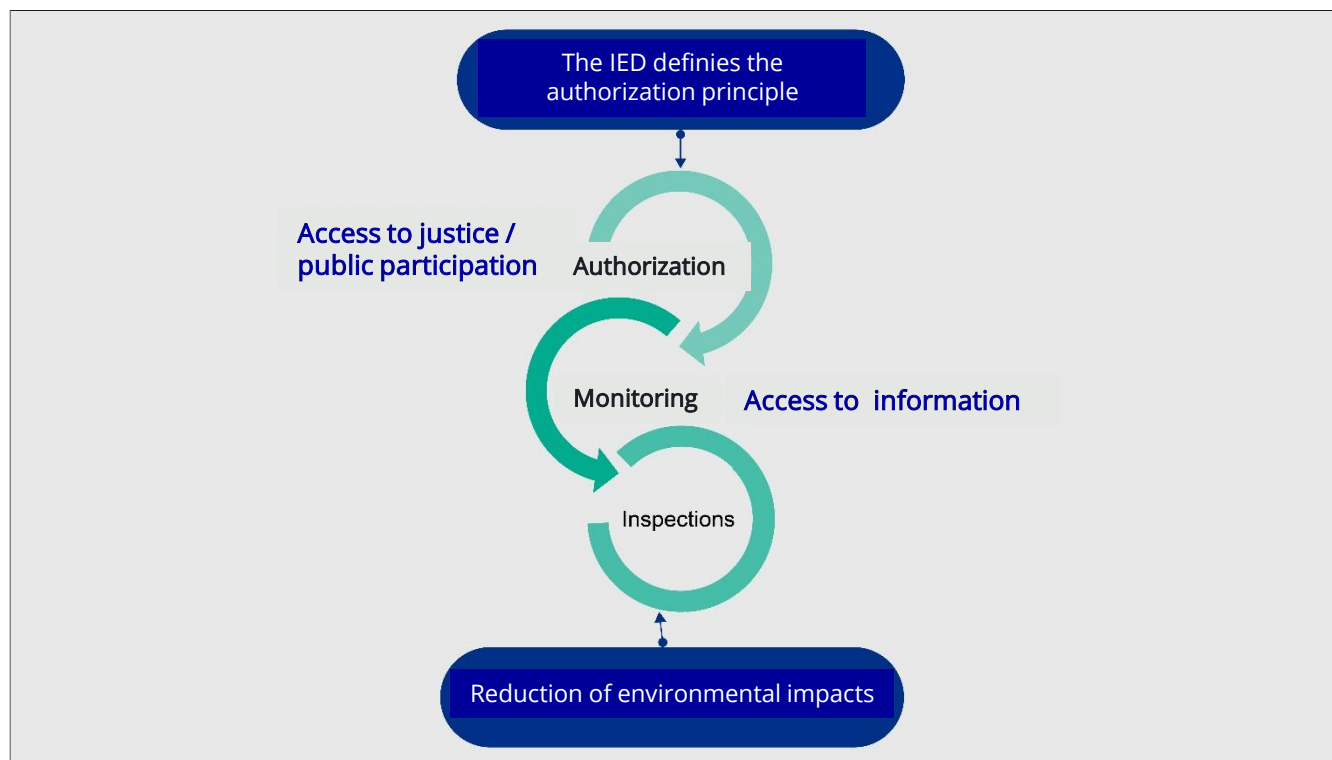 The IED definies the
authorization principle
Access to justice /
public participation
Authorization
Monitoring
Access to  information
Inspections
Reduction of environmental impacts